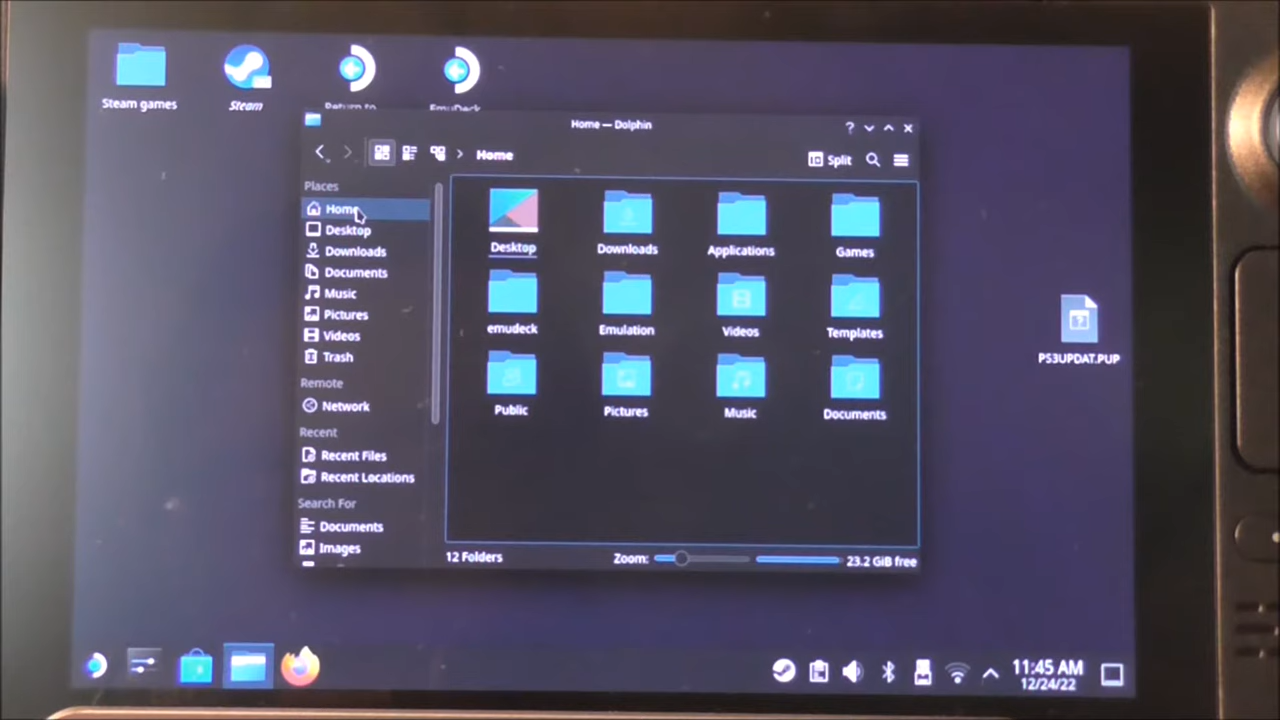 Steam games
Steam
Return to
EmuDeck
Home — Dolphin
Home
Split
Places
Home
Desktop
Downloads
Documents
Music
Pictures
Videos
Trash
Remote
Network
Recent
Recent Files
Recent Locations
Search For
Documents
Images
Desktop
Downloads
Applications
Games
emudeck
Emulation
Videos
Templates
Public
Pictures
Music
Documents
12 Folders
Zoom:
23.2 GiB free
PS3UPDAT.PUP
11:45 AM
12/24/22